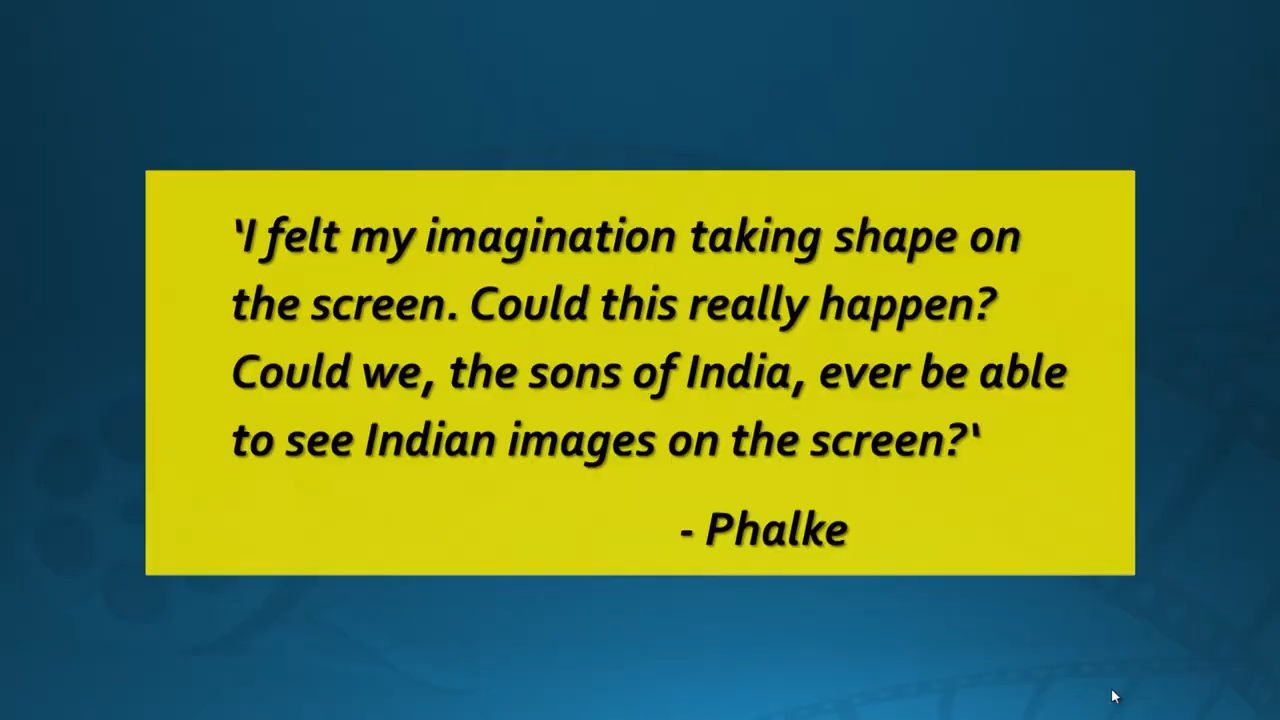 ‘I felt my imagination taking shape on
the screen. Could this really happen?
Could we, the sons of India, ever be able
to see Indian images on the screen?‘
- Phalke